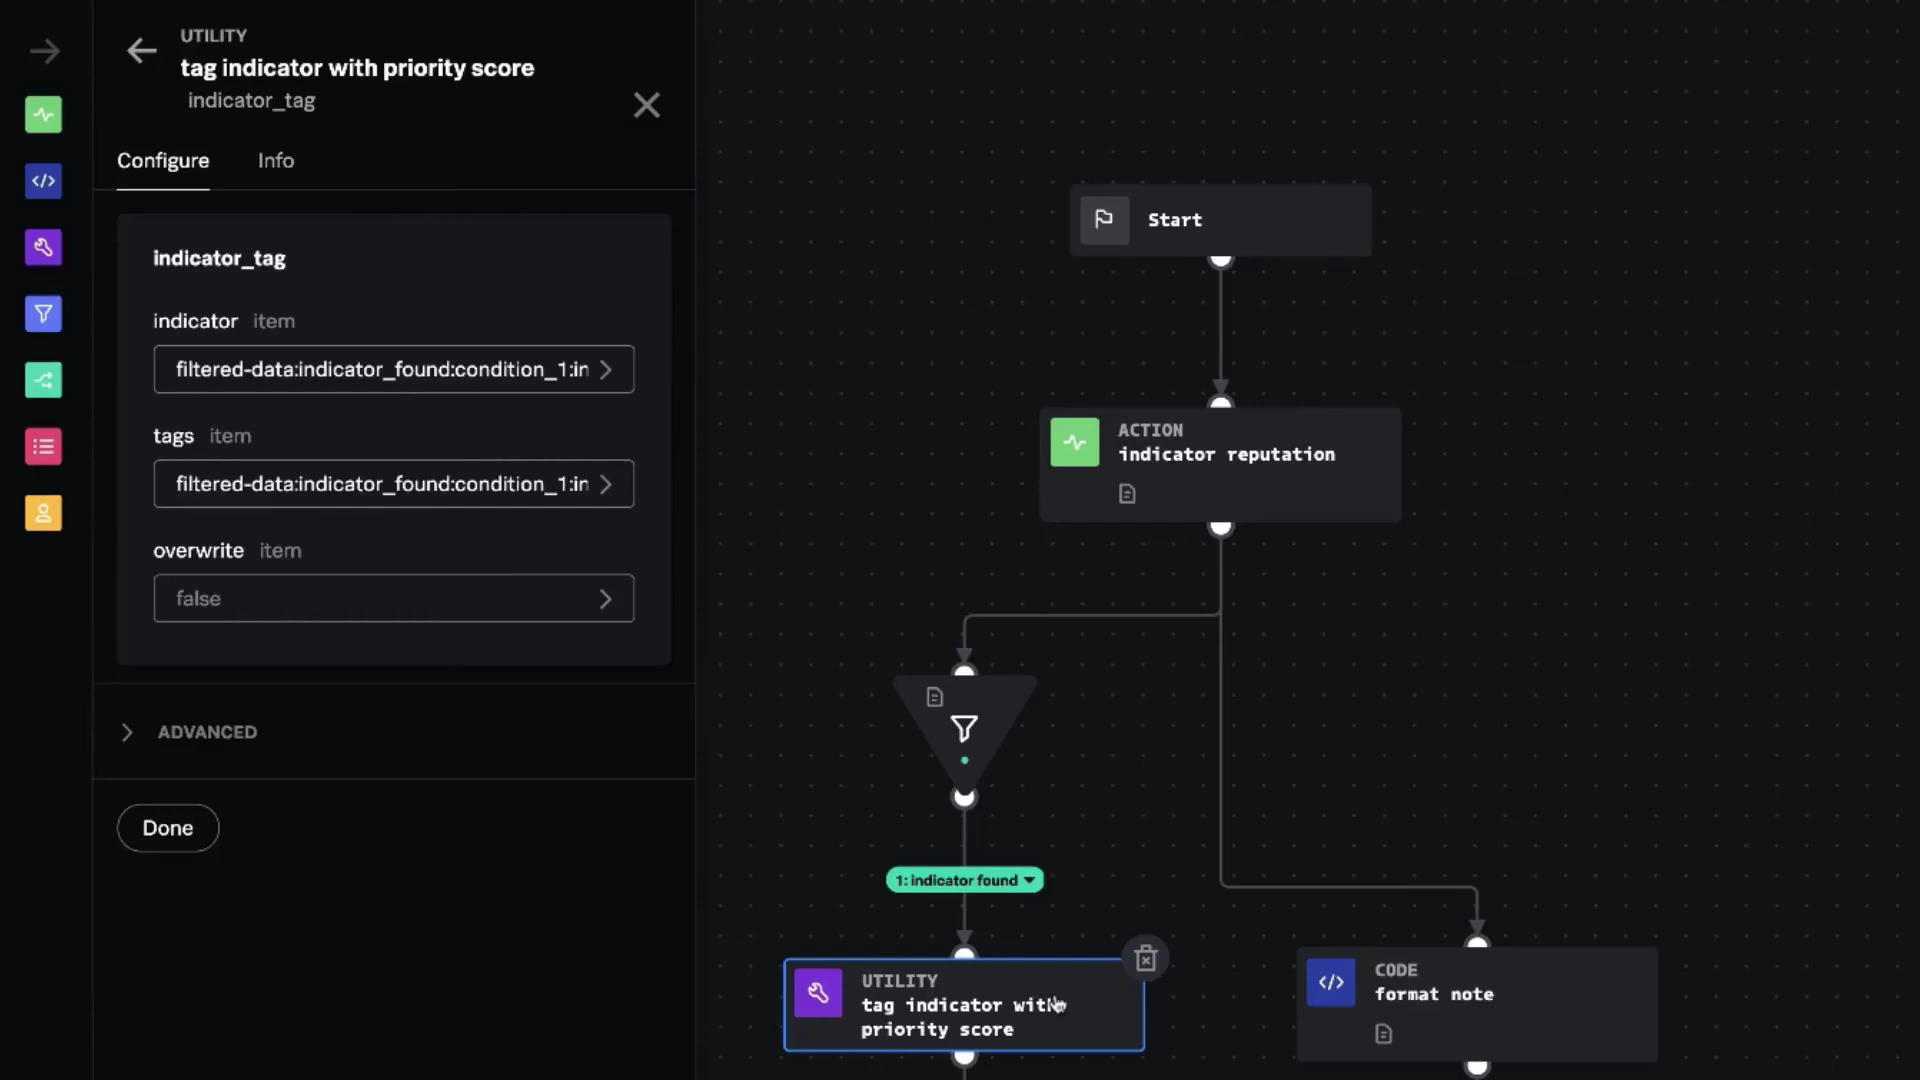 UTILITY
tag indicator with priority score
indicator_tag
Configure Info
indicator_tag
indicator item
filtered-data:indicator_found:condition_1:in
tags item
filtered-data:indicator_found:condition_1:in
overwrite item
false
ADVANCED
Done
Start
ACTION
indicator reputation
1: indicator found
UTILITY
tag indicator with
priority score
CODE
format note